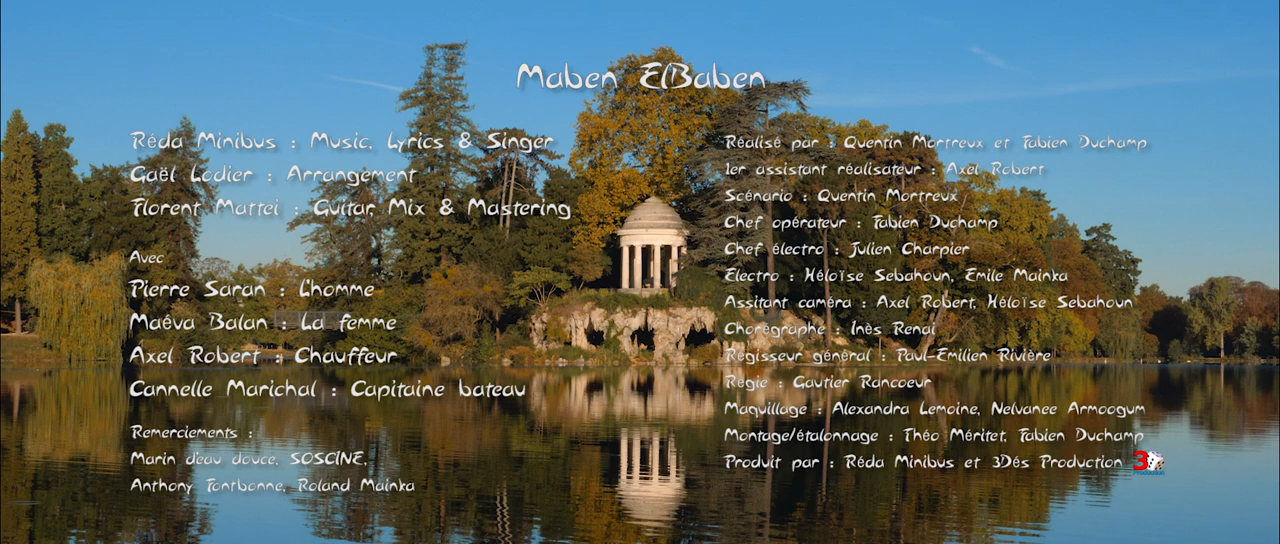 Maben ElBaben
Réda Minibus : Music, Lyrics & Singer
Gaël Lodier : Arrangement
Florent Mattei : Guitar, Mix & Mastering
Avec
Pierre Saran : L'homme
Maéva Balan : La femme
Axel Robert : Chauffeur
Cannelle Marichal : Capitaine bateau
Remerciements :
Marin d'eau douce, SOSCINE,
Anthony Fontbonne, Roland Mainka
Réalisé par : Quentin Mortreux et Fabien Duchamp
1er assistant réalisateur : Axel Robert
Scénario : Quentin Mortreux
Chef opérateur : Fabien Duchamp
Chef électro : Julien Charpier
Electro : Héloïse Sebahoun, Emile Mainka
Assitant caméra : Axel Robert, Héloïse Sebahoun
Chorégraphe : Inès Renai
Régisseur général : Paul-Emilien Rivière
Régie : Gautier Rancoeur
Maquillage : Alexandra Lemoine, Nelvanee Armoogum
Montage/étalonnage : Théo Méritet, Fabien Duchamp
Produit par : Réda Minibus et 3Dés Production 3